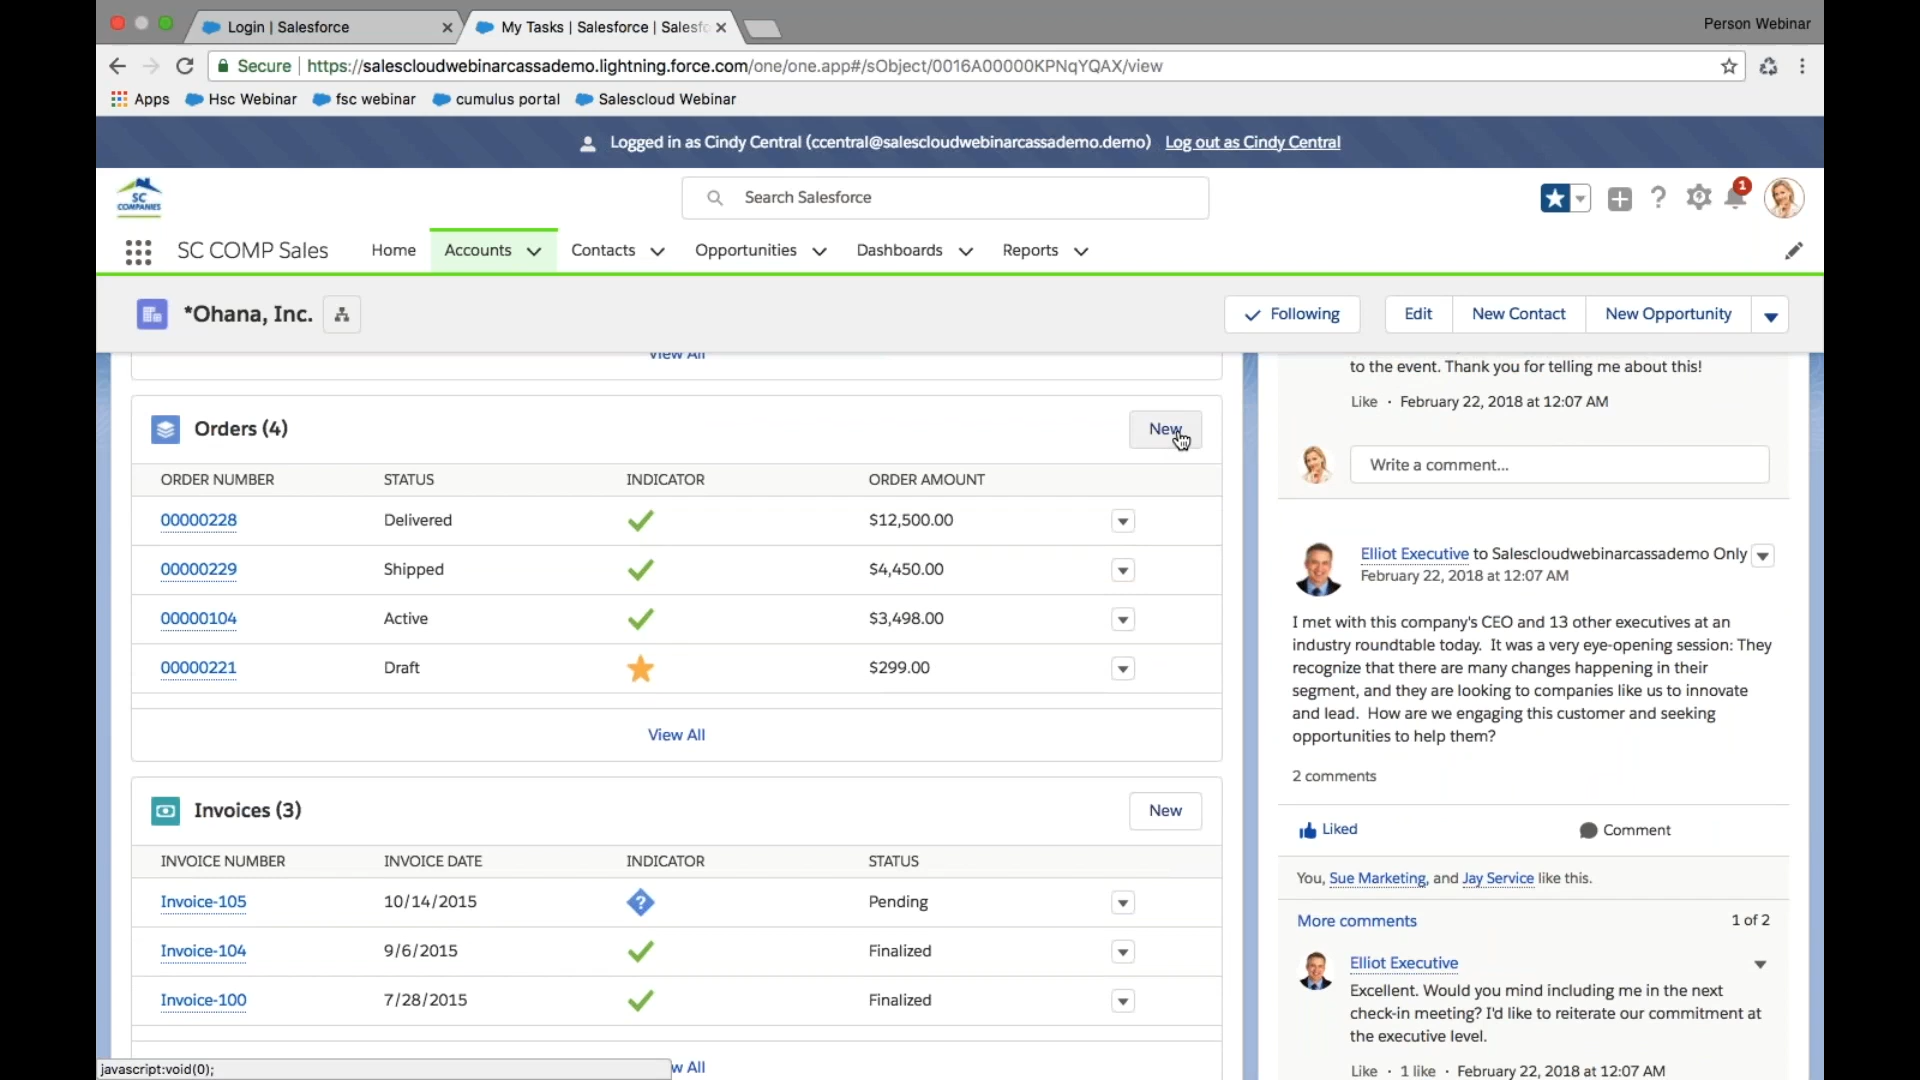 Login | Salesforce
My Tasks | Salesforce | Salesfo
Person Webinar
Secure
https://salescloudwebinarcassademo.lightning.force.com/one/one.app#/sObject/0016A00000KPNqYQAX/view
Apps
Hsc Webinar
fsc webinar
cumulus portal
Salescloud Webinar
Logged in as Cindy Central (ccentral@salescloudwebinarcassademo.demo) Log out as Cindy Central
SC
COMPANIES
Search Salesforce
1
SC COMP Sales
Home
Accounts
Contacts
Opportunities
Dashboards
Reports
*Ohana, Inc.
Following
Edit
New Contact
New Opportunity
View All
Orders (4)
New
ORDER NUMBER STATUS INDICATOR ORDER AMOUNT
00000228 Delivered $12,500.00
00000229 Shipped $4,450.00
00000104 Active $3,498.00
00000221 Draft $299.00
View All
Invoices (3)
New
INVOICE NUMBER INVOICE DATE INDICATOR STATUS
Invoice-105 10/14/2015 ? Pending
Invoice-104 9/6/2015 Finalized
Invoice-100 7/28/2015 Finalized
w All
javascript:void(0);
to the event. Thank you for telling me about this!
Like · February 22, 2018 at 12:07 AM
Write a comment...
Elliot Executive to Salescloudwebinarcassademo Only
February 22, 2018 at 12:07 AM
I met with this company's CEO and 13 other executives at an
industry roundtable today. It was a very eye-opening session: They
recognize that there are many changes happening in their
segment, and they are looking to companies like us to innovate
and lead. How are we engaging this customer and seeking
opportunities to help them?
2 comments
Liked
Comment
You, Sue Marketing, and Jay Service like this.
More comments
1 of 2
Elliot Executive
Excellent. Would you mind including me in the next
check-in meeting? I'd like to reiterate our commitment at
the executive level.
Like · 1 like · February 22, 2018 at 12:07 AM